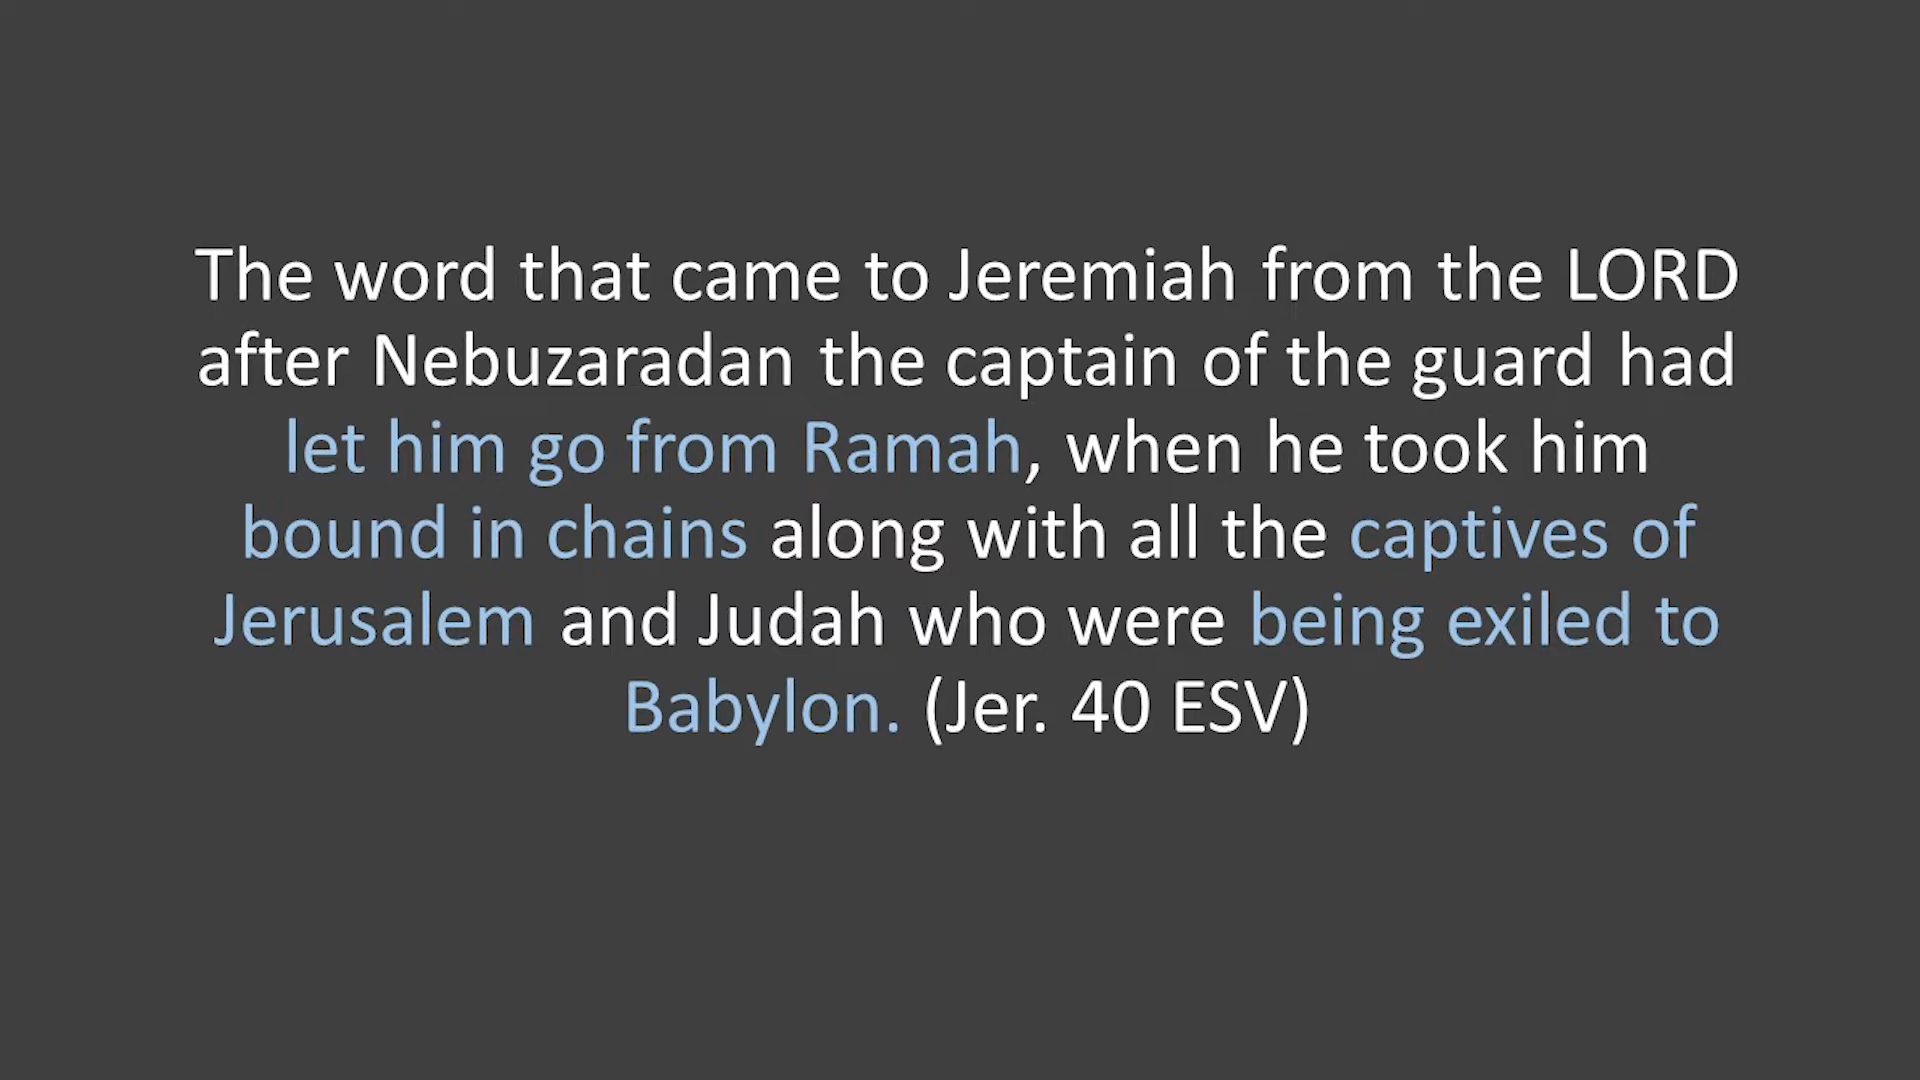 The word that came to Jeremiah from the LORD
after Nebuzaradan the captain of the guard had
let him go from Ramah, when he took him
bound in chains along with all the captives of
Jerusalem and Judah who were being exiled to
Babylon. (Jer. 40 ESV)